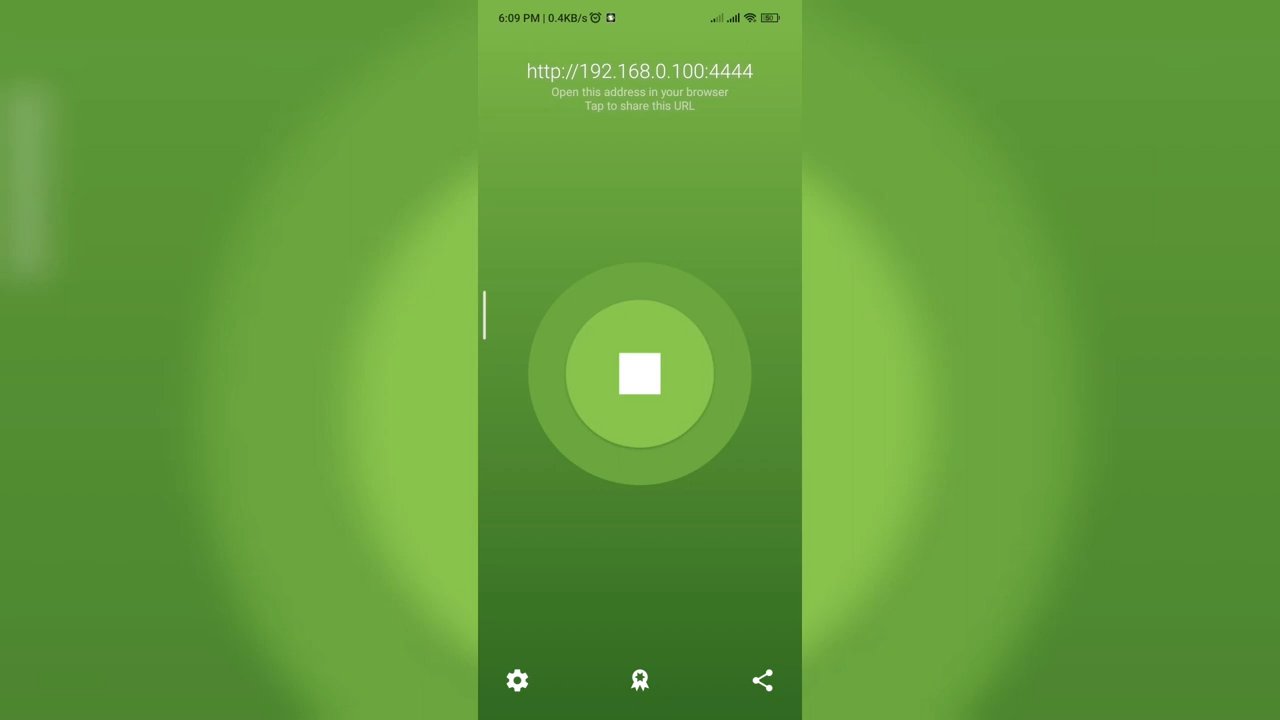 6:09 PM | 0.4KB/s
50
http://192.168.0.100:4444
Open this address in your browser
Tap to share this URL